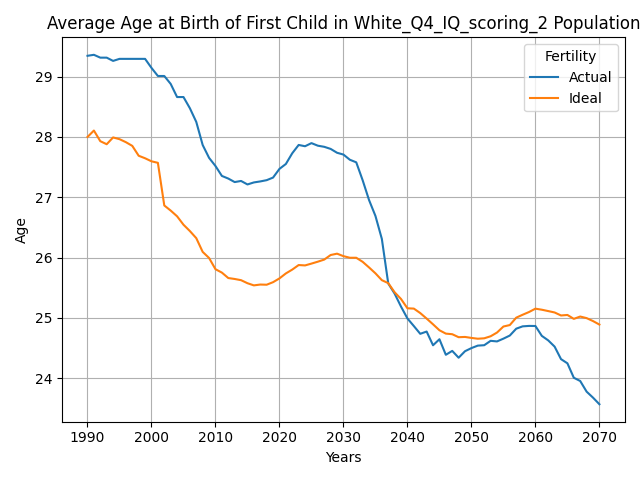 Average Age at Birth of First Child in White_Q4_IQ_scoring_2 Population
Fertility
Actual
Ideal
Age
29
28
27
26
25
24
1990 2000 2010 2020 2030 2040 2050 2060 2070
Years